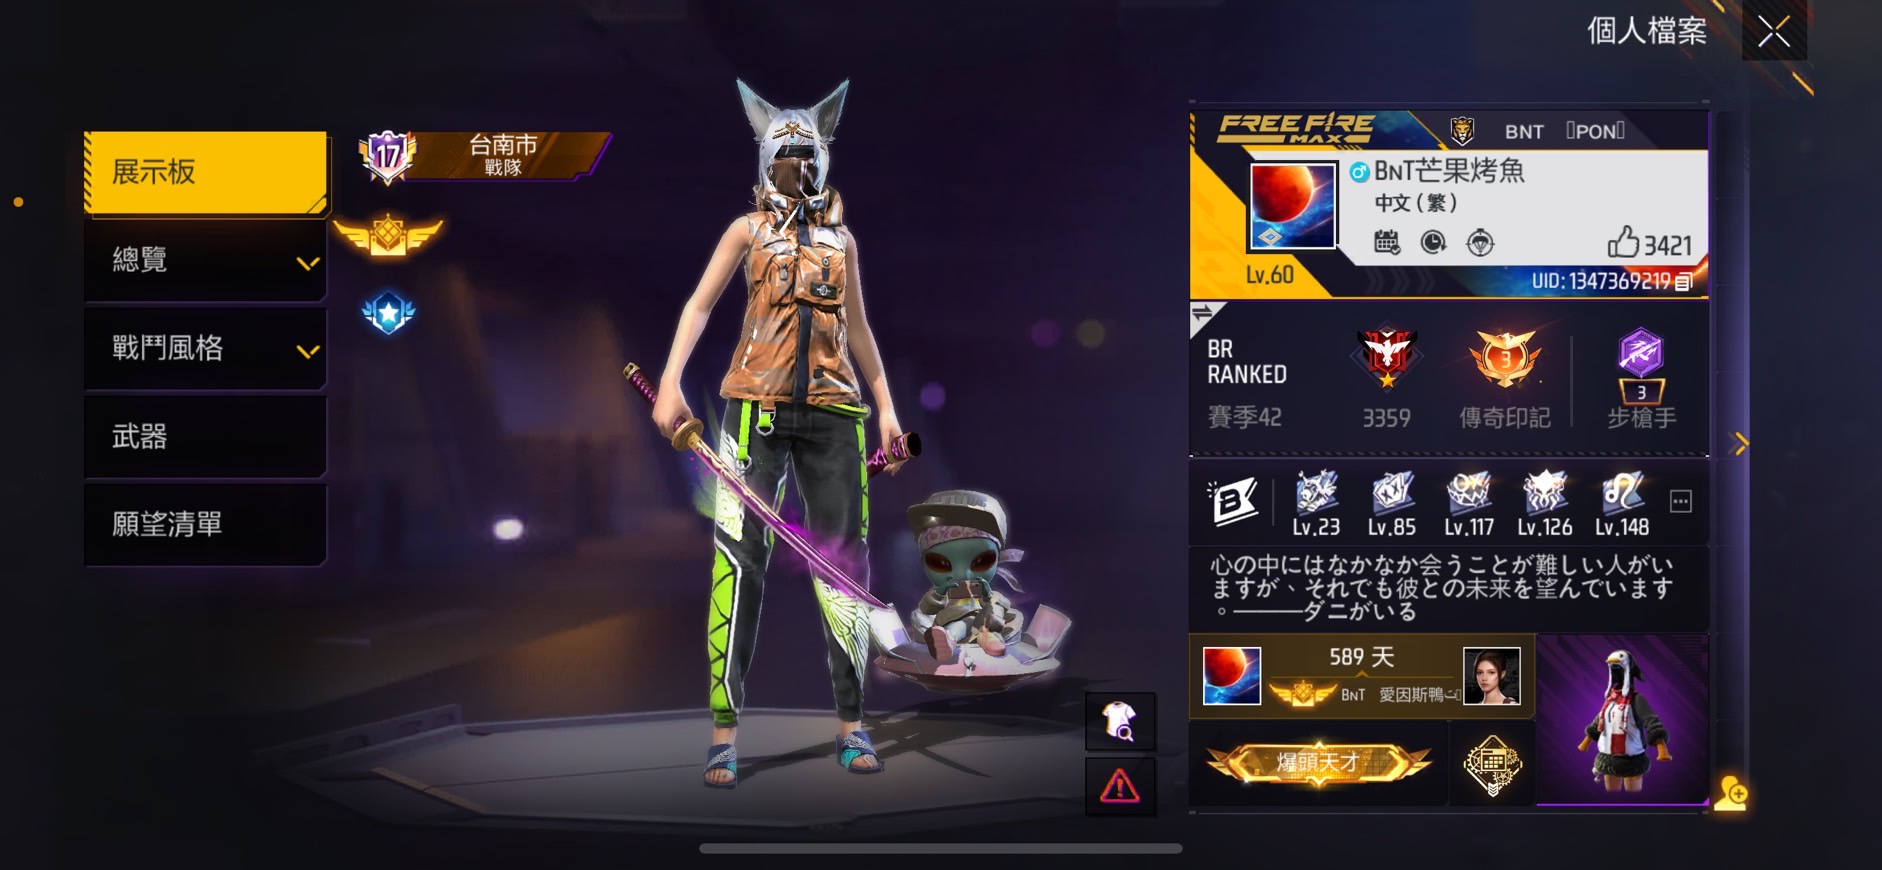 個人檔案
展示板
總覽
戰鬥風格
武器
願望清單
17
台南市
戰隊
FREE FIRE
MAX
BNT PON
BNT芒果烤魚
中文(繁)
3421
Lv.60
UID:1347369219
BR
RANKED
賽季42
3359
3
傳奇印記
3
步槍手
B
Lv.23 Lv.85 Lv.117 Lv.126 Lv.148
心の中にはなかなか会うことが難しい人がい
ますが、それでも彼との未来を望んでいます
。———ダニがいる
589 天
BNT 愛因斯鴨
爆頭天才